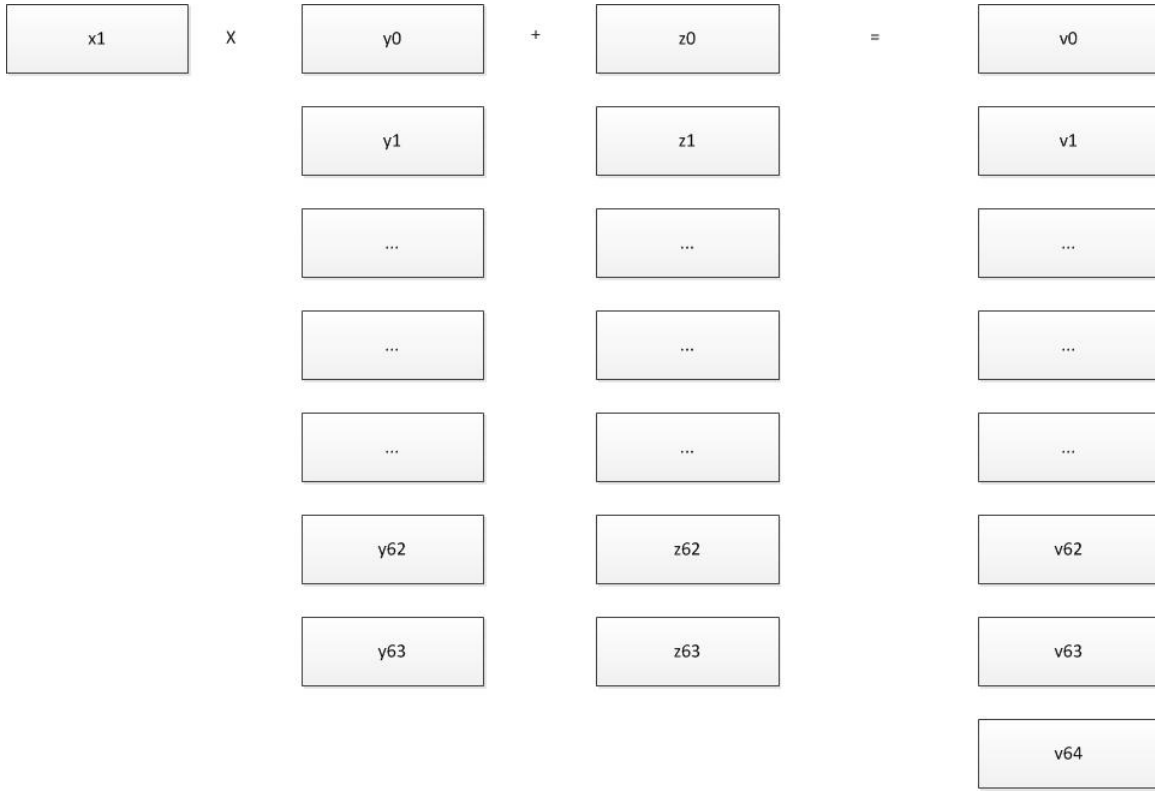 x1 X y0 + z0 = v0
y1 z1 v1
... ... ...
... ... ...
... ... ...
y62 z62 v62
y63 z63 v63
v64